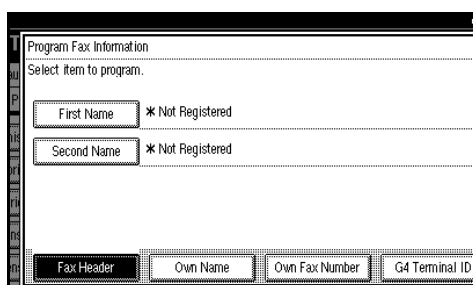 Program Fax Information
Select item to program.
First Name * Not Registered
Second Name * Not Registered
Fax Header Own Name Own Fax Number G4 Terminal ID